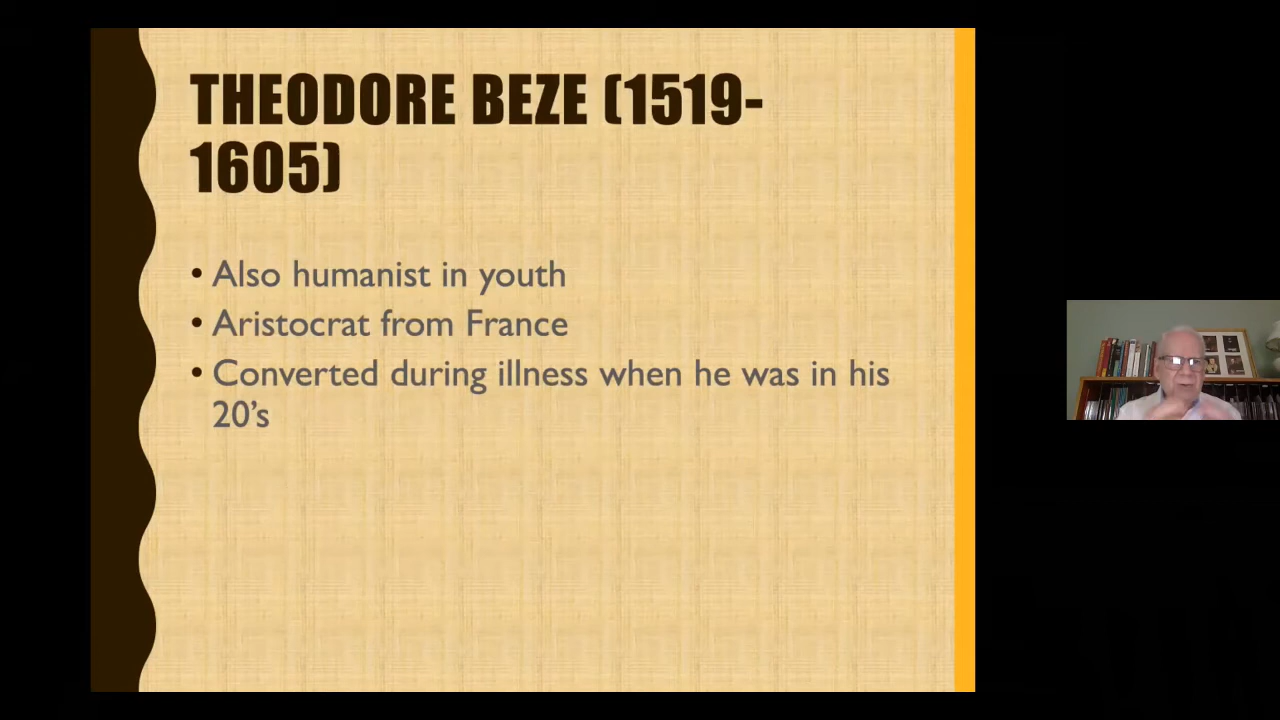 THEODORE BEZE (1519-
1605)
• Also humanist in youth
• Aristocrat from France
• Converted during illness when he was in his
20’s